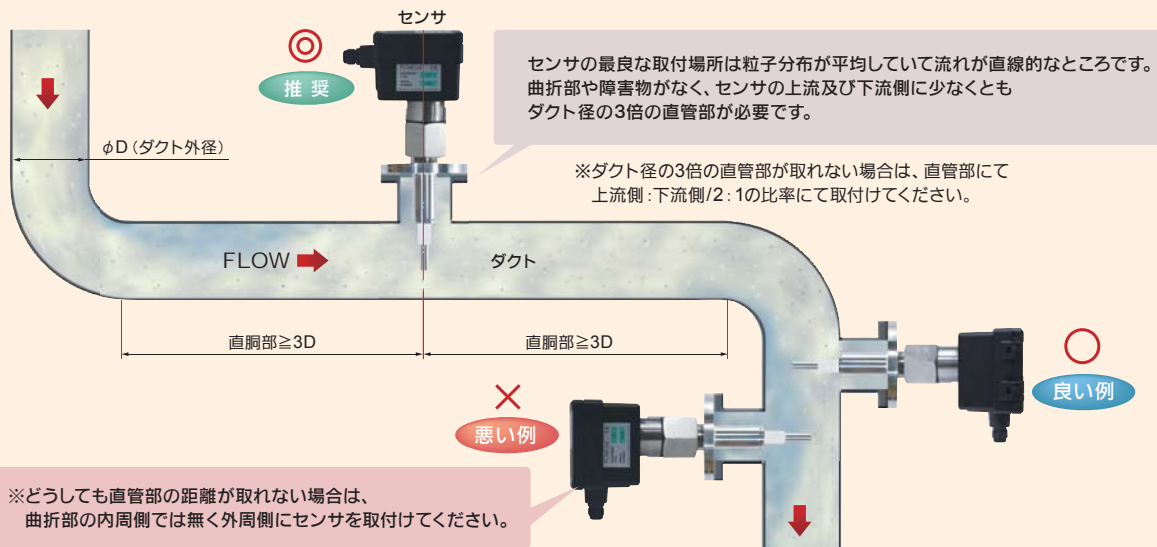 センサ
推奨
センサの最良な取付場所は粒子分布が平均していて流れが直線的なところです。
曲折部や障害物がなく、センサの上流及び下流側に少なくとも
ダクト径の3倍の直管部が必要です。
φD（ダクト外径）
※ダクト径の3倍の直管部が取れない場合は、直管部にて
上流側：下流側/2：1の比率にて取付けてください。
FLOW
ダクト
直胴部≧3D
直胴部≧3D
良い例
悪い例
※どうしても直管部の距離が取れない場合は、
曲折部の内周側では無く外周側にセンサを取付けてください。